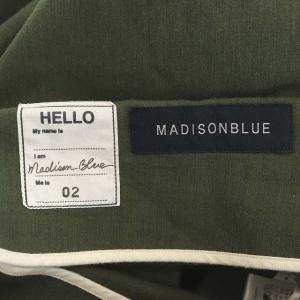 HELLO
My name is
I am
Madison Blue
Me is
02
MADISONBLUE